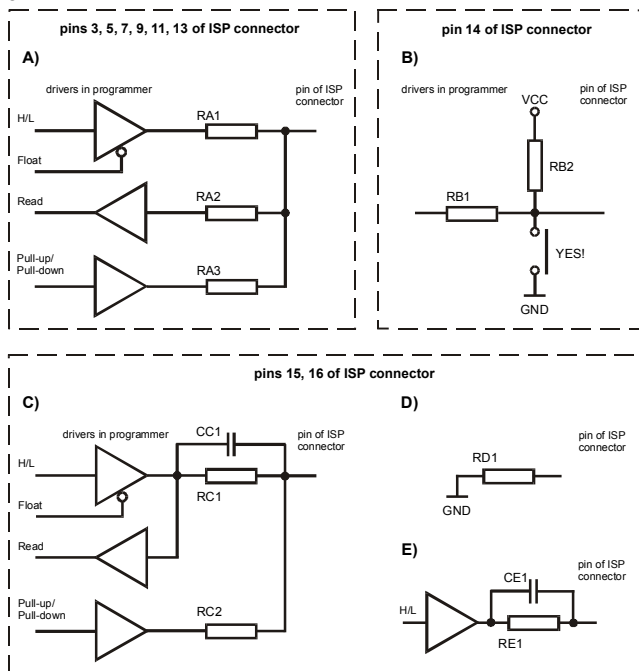 pins 3, 5, 7, 9, 11, 13 of ISP connector
A)
drivers in programmer
pin of ISP
connector
H/L
RA1
Float
Read
RA2
Pull-up/
Pull-down
RA3
pin 14 of ISP connector
B)
drivers in programmer
pin of ISP
connector
VCC
RB2
RB1
YES!
GND
pins 15, 16 of ISP connector
C)
drivers in programmer
CC1
pin of ISP
connector
H/L
RC1
Float
Read
Pull-up/
Pull-down
RC2
D)
pin of ISP
connector
RD1
GND
E)
pin of ISP
connector
CE1
H/L
RE1